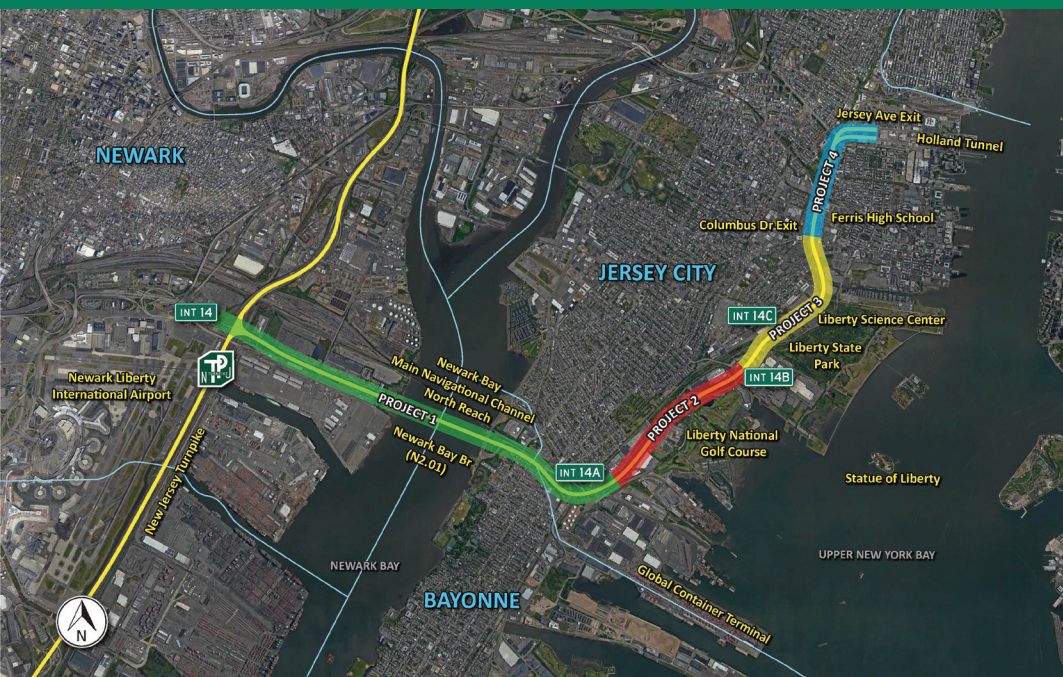 Jersey Ave Exit
Holland Tunnel
NEWARK
PROJECT 4
Ferris High School
Columbus Dr Exit
JERSEY CITY
INT 14
INT 14C
PROJECT 3
Liberty Science Center
Liberty State
Park
TP
N J
Newark Liberty
International Airport
Newark Bay
Main Navigational Channel
North Reach
INT 14B
PROJECT 1
PROJECT 2
Newark Bay Br
(N2.01)
Liberty National
Golf Course
INT 14A
Statue of Liberty
New Jersey Turnpike
NEWARK BAY
UPPER NEW YORK BAY
BAYONNE
Global Container Terminal
N